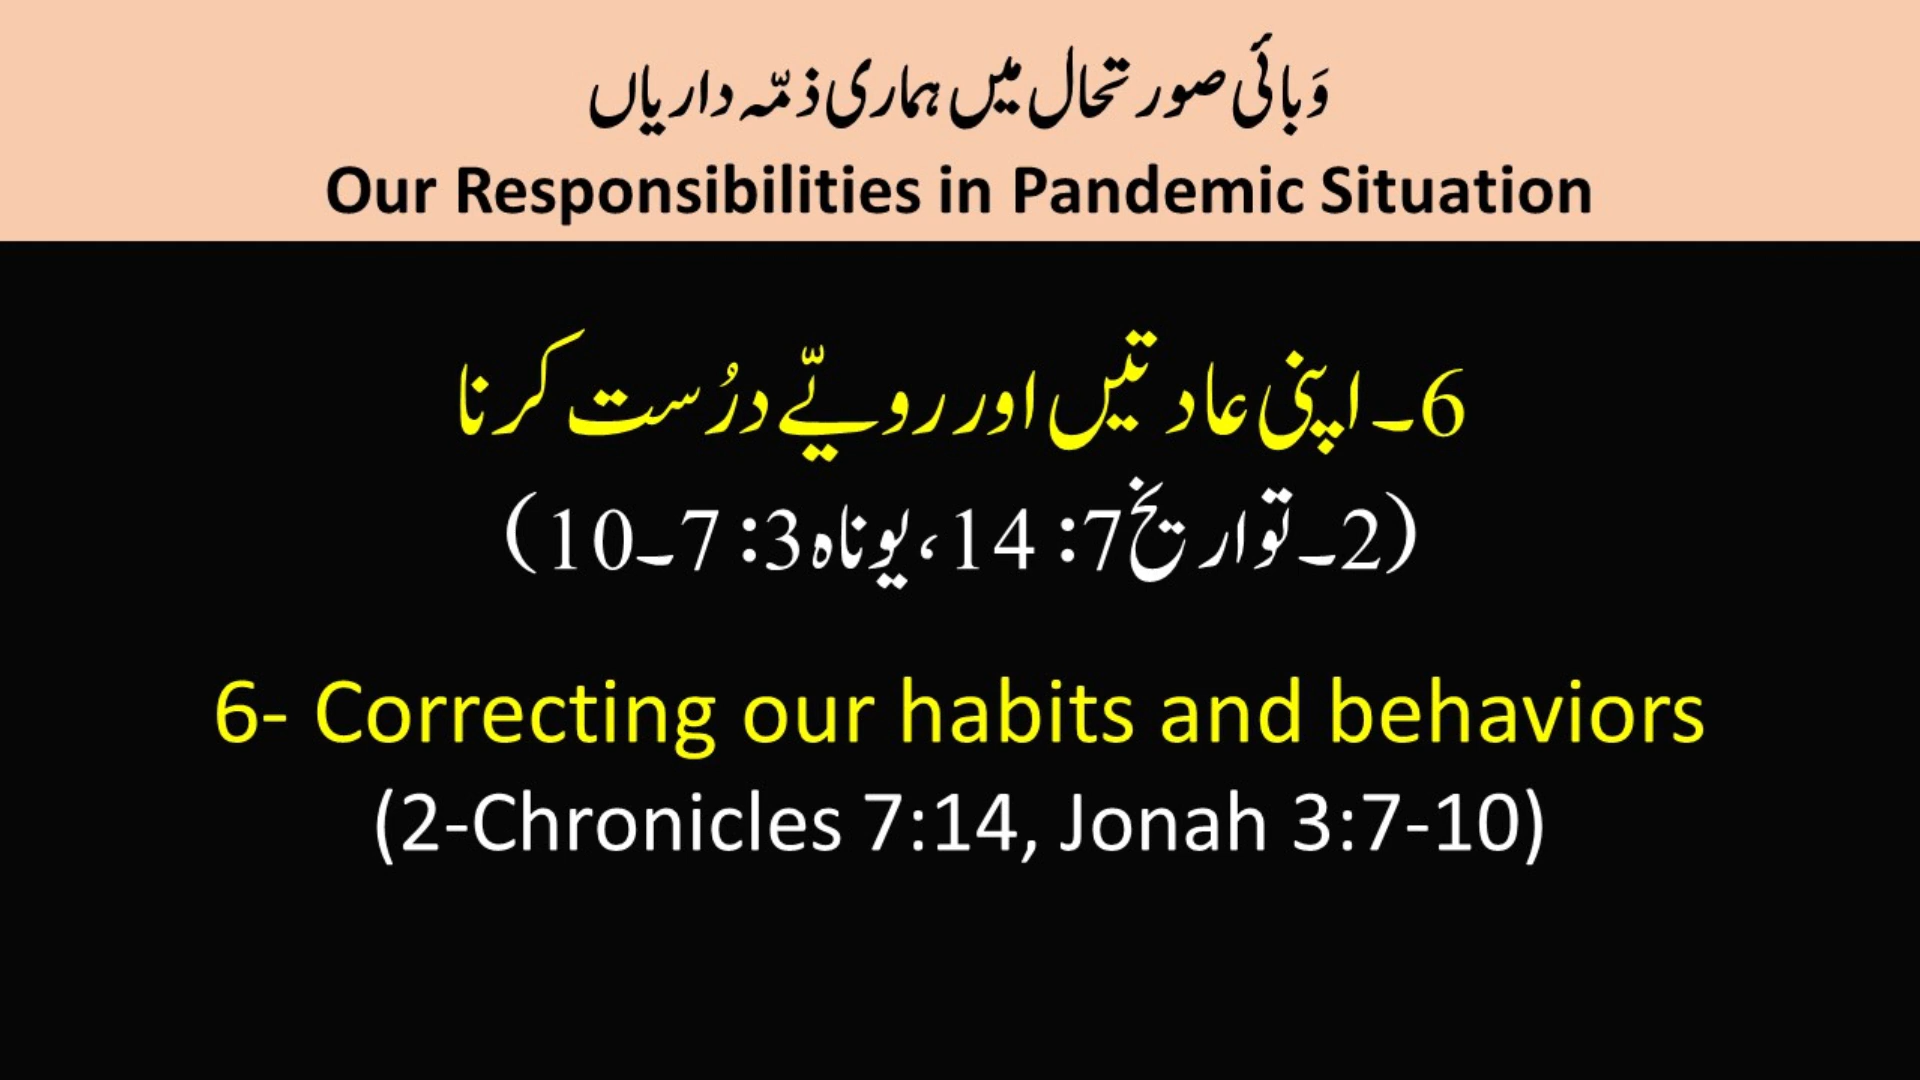 وَبائی صورتحال میں ہماری ذمّہ داریاں
Our Responsibilities in Pandemic Situation
6۔ اپنی عادتیں اور رویّے درُست کرنا
(2۔ تواریخ 7: 14، یوناہ 3: 7۔10)
6- Correcting our habits and behaviors
(2-Chronicles 7:14, Jonah 3:7-10)